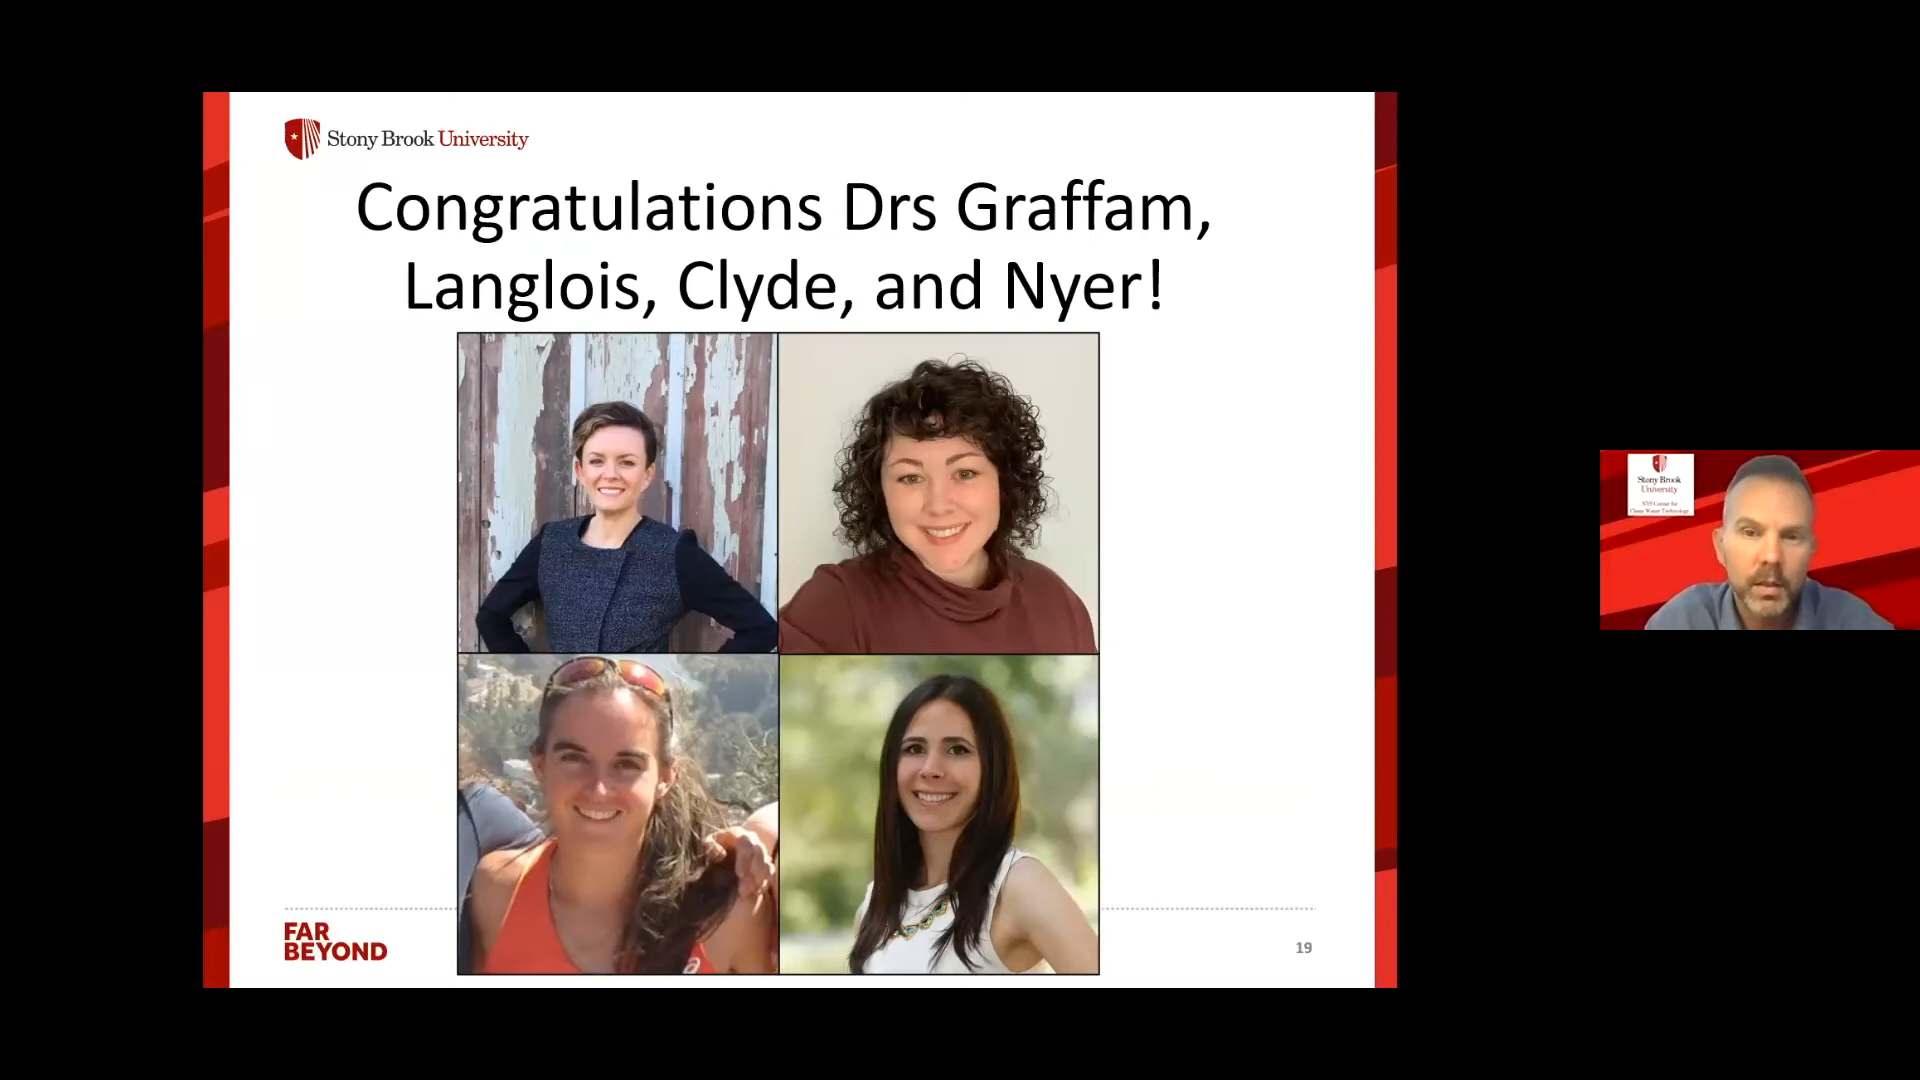 Stony Brook University
Congratulations Drs Graffam,
Langlois, Clyde, and Nyer!
FAR
BEYOND
19
Stony Brook
University
NYS Center for
Clean Water Technology